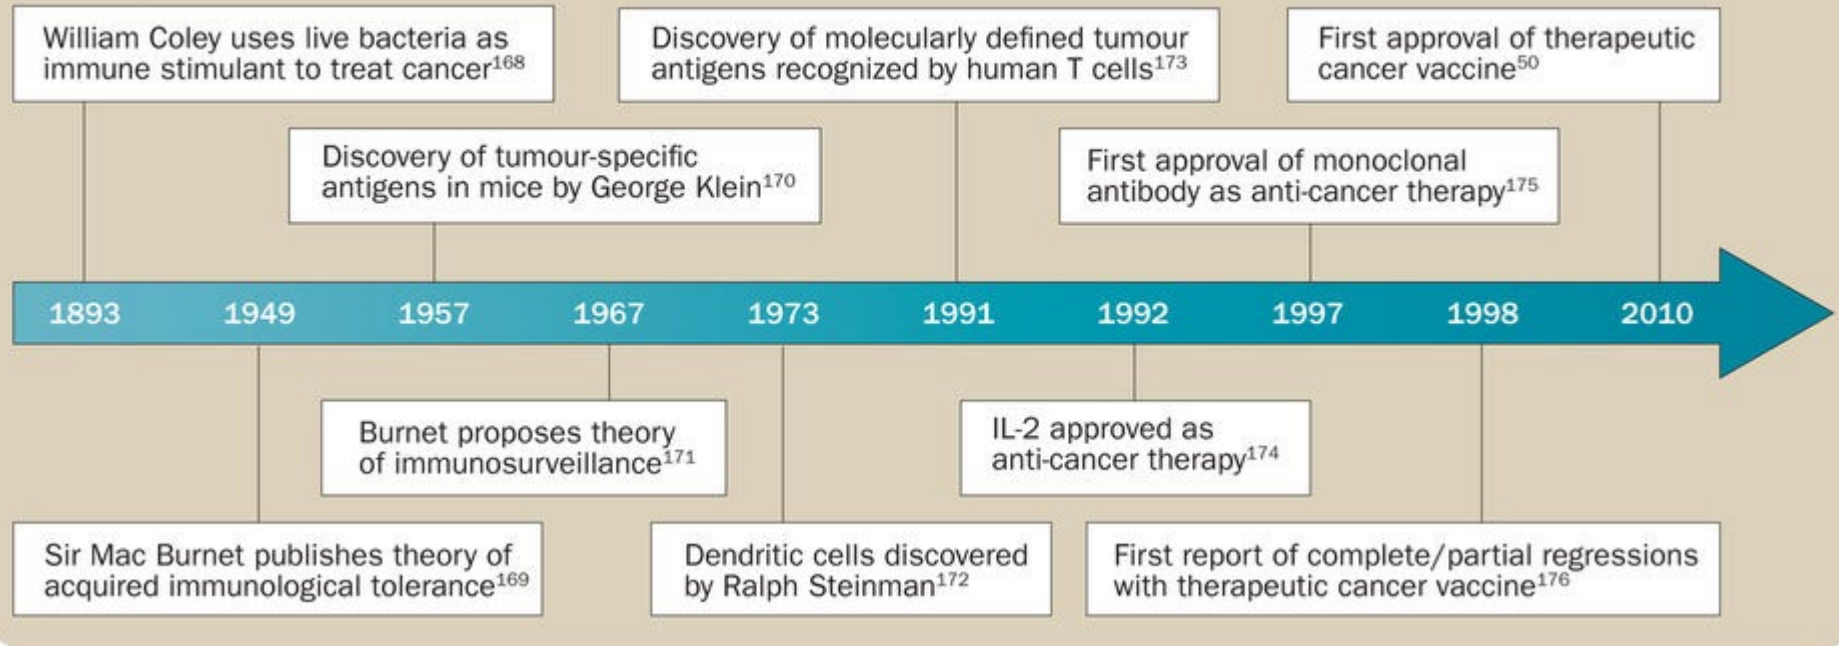 William Coley uses live bacteria as
immune stimulant to treat cancer¹⁶⁸
Discovery of molecularly defined tumour
antigens recognized by human T cells¹⁷³
First approval of therapeutic
cancer vaccine⁵⁰
Discovery of tumour-specific
antigens in mice by George Klein¹⁷⁰
First approval of monoclonal
antibody as anti-cancer therapy¹⁷⁵
1893 1949 1957 1967 1973 1991 1992 1997 1998 2010
Burnet proposes theory
of immunosurveillance¹⁷¹
IL-2 approved as
anti-cancer therapy¹⁷⁴
Sir Mac Burnet publishes theory of
acquired immunological tolerance¹⁶⁹
Dendritic cells discovered
by Ralph Steinman¹⁷²
First report of complete/partial regressions
with therapeutic cancer vaccine¹⁷⁶